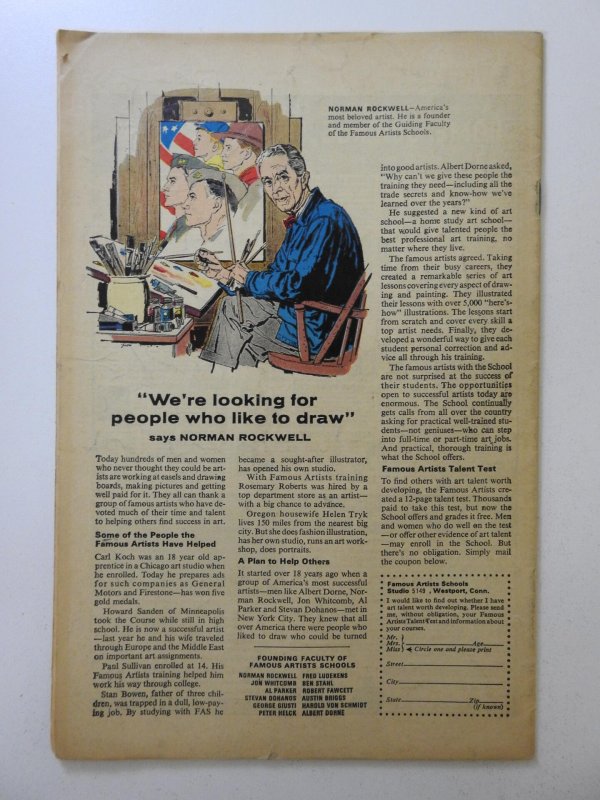 NORMAN ROCKWELL—America's
most beloved artist. He is a founder
and member of the Guiding Faculty
of the Famous Artists Schools.
"We're looking for
people who like to draw"
says NORMAN ROCKWELL
Today hundreds of men and women
who never thought they could be art-
ists are working at easels and drawing
boards, making pictures and getting
well paid for it. They all can thank a
group of famous artists who have de-
voted much of their time and talent
to helping others find success in art.
Some of the People the
Famous Artists Have Helped
Carl Koch was an 18 year old ap-
prentice in a Chicago art studio when
he enrolled. Today he prepares ads
for such companies as General
Motors and Firestone—has won five
gold medals.
Howard Sanden of Minneapolis
took the Course while still in high
school. He is now a successful artist
—last year he and his wife traveled
through Europe and the Middle East
on important art assignments.
Paul Sullivan enrolled at 14. His
Famous Artists training helped him
work his way through college.
Stan Bowen, father of three chil-
dren, was trapped in a dull, low-pay-
ing job. By studying with FAS he
became a sought-after illustrator,
has opened his own studio.
With Famous Artists training
Rosemary Roberts was hired by a
top department store as an artist—
with a big chance to advance.
Oregon housewife Helen Tryk
lives 150 miles from the nearest big
city. But she does fashion illustration,
has her own studio, runs an art work-
shop, does portraits.
A Plan to Help Others
It started over 18 years ago when a
group of America's most successful
artists—men like Albert Dorne, Nor-
man Rockwell, Jon Whitcomb, Al
Parker and Stevan Dohanos—met in
New York City. They knew that all
over America there were people who
liked to draw who could be turned
FOUNDING FACULTY OF
FAMOUS ARTISTS SCHOOLS
NORMAN ROCKWELL FRED LUDEKENS
JON WHITCOMB BEN STAHL
AL PARKER ROBERT FAWCETT
STEVAN DOHANOS AUSTIN BRIGGS
GEORGE GIUSTI HAROLD VON SCHMIDT
PETER HELCK ALBERT DORNE
into good artists. Albert Dorne asked,
"Why can't we give these people the
training they need—including all the
trade secrets and know-how we've
learned over the years?"
He suggested a new kind of art
school—a home study art school—
that would give talented people the
best professional art training, no
matter where they live.
The famous artists agreed. Taking
time from their busy careers, they
created a remarkable series of art
lessons covering every aspect of draw-
ing and painting. They illustrated
their lessons with over 5,000 "here's-
how" illustrations. The lessons start
from scratch and cover every skill a
top artist needs. Finally, they de-
veloped a wonderful way to give each
student personal correction and ad-
vice all through his training.
The famous artists with the School
are not surprised at the success of
their students. The opportunities
open to successful artists today are
enormous. The School continually
gets calls from all over the country
asking for practical well-trained stu-
dents—not geniuses—who can step
into full-time or part-time art jobs.
And practical, thorough training is
what the School offers.
Famous Artists Talent Test
To find others with art talent worth
developing, the Famous Artists cre-
ated a 12-page talent test. Thousands
paid to take this test, but now the
School offers and grades it free. Men
and women who do well on the test
—or offer other evidence of art talent
—may enroll in the School. But
there's no obligation. Simply mail
the coupon below.
Famous Artists Schools
Studio 5149, Westport, Conn.
I would like to find out whether I have
art talent worth developing. Please send
me, without obligation, your Famous
Artists Talent Test and information about
your courses.
Mr.
Mrs. Age
Miss Circle one and please print
Street
City
State Zip
(if known)